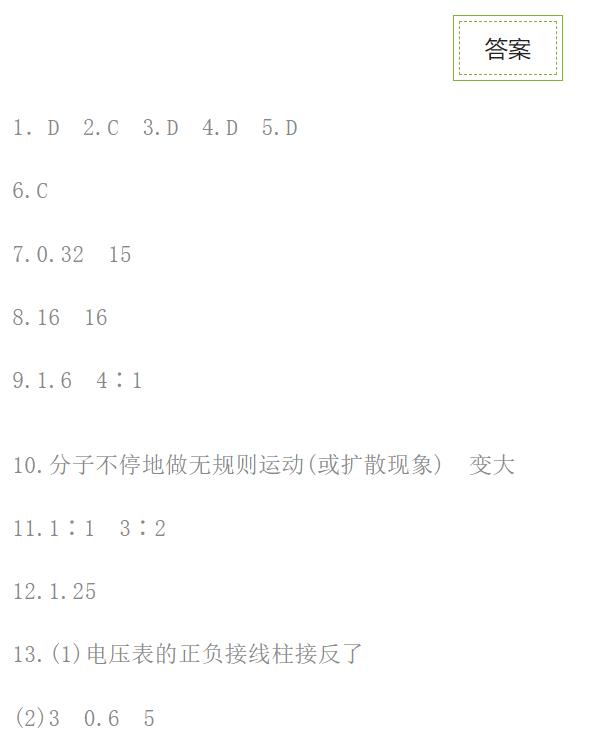 答案
1. D 2.C 3.D 4.D 5.D
6.C
7.0.32 15
8.16 16
9.1.6 4∶1
10.分子不停地做无规则运动(或扩散现象) 变大
11.1∶1 3∶2
12.1.25
13.(1)电压表的正负接线柱接反了
(2)3 0.6 5